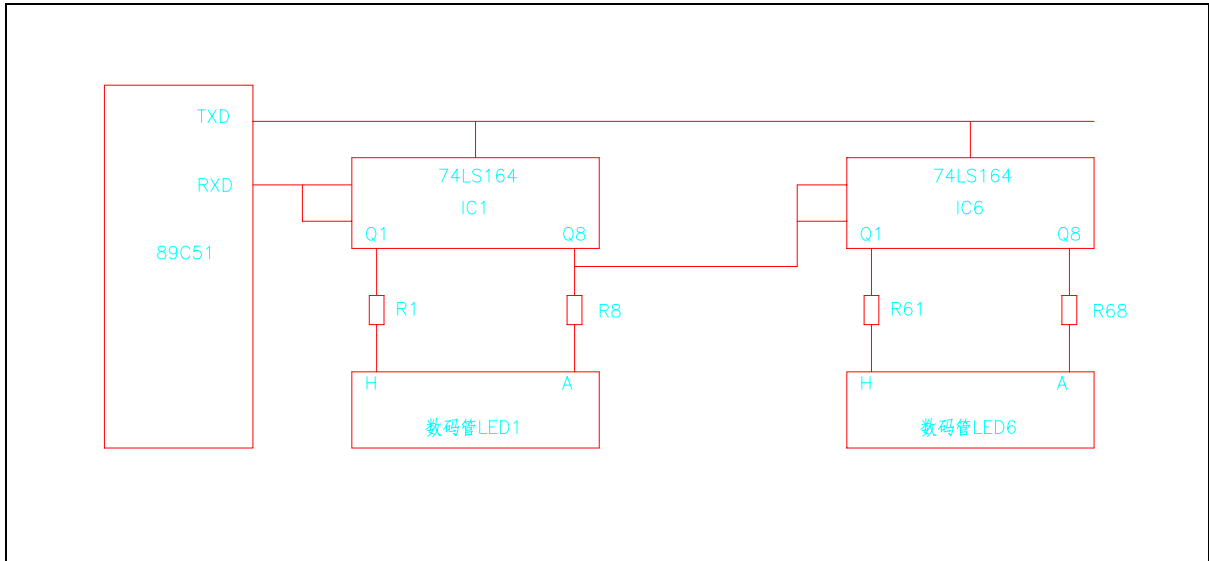 TXD
RXD
89C51
74LS164
IC1
Q1 Q8
R1
R8
H A
数码管LED1
74LS164
IC6
Q1 Q8
R61
R68
H A
数码管LED6